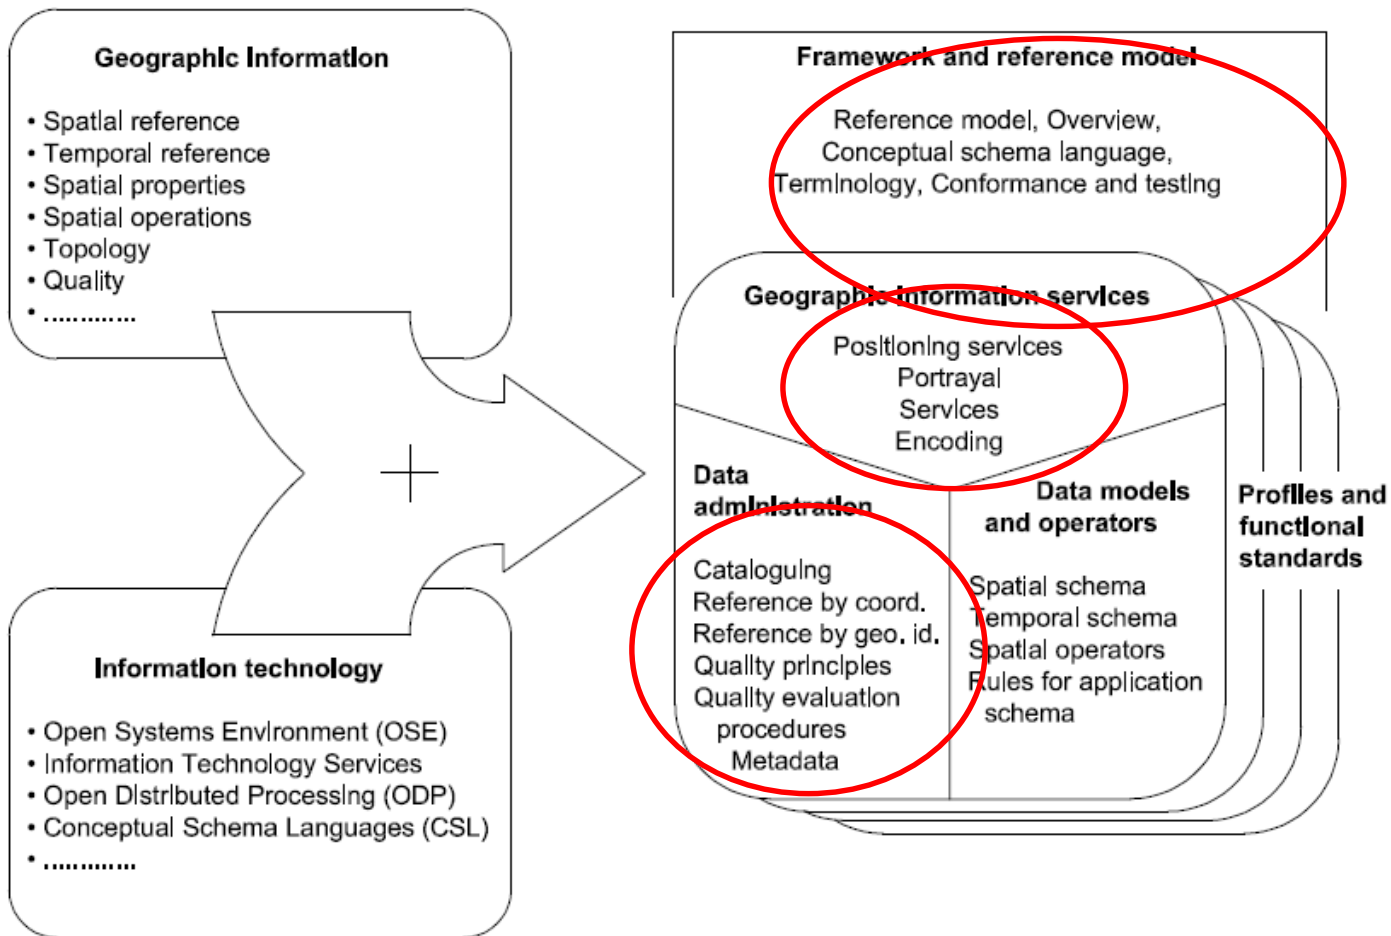 Geographic Information
• Spatial reference
• Temporal reference
• Spatial properties
• Spatial operations
• Topology
• Quality
• .............
Information technology
• Open Systems Environment (OSE)
• Information Technology Services
• Open Distributed Processing (ODP)
• Conceptual Schema Languages (CSL)
• .............
Framework and reference model
Reference model, Overview,
Conceptual schema language,
Terminology, Conformance and testing
Geographic information services
Positioning services
Portrayal
Services
Encoding
Data
administration
Cataloguing
Reference by coord.
Reference by geo. id.
Quality principles
Quality evaluation
procedures
Metadata
Data models
and operators
Spatial schema
Temporal schema
Spatial operators
Rules for application
schema
Profiles and
functional
standards